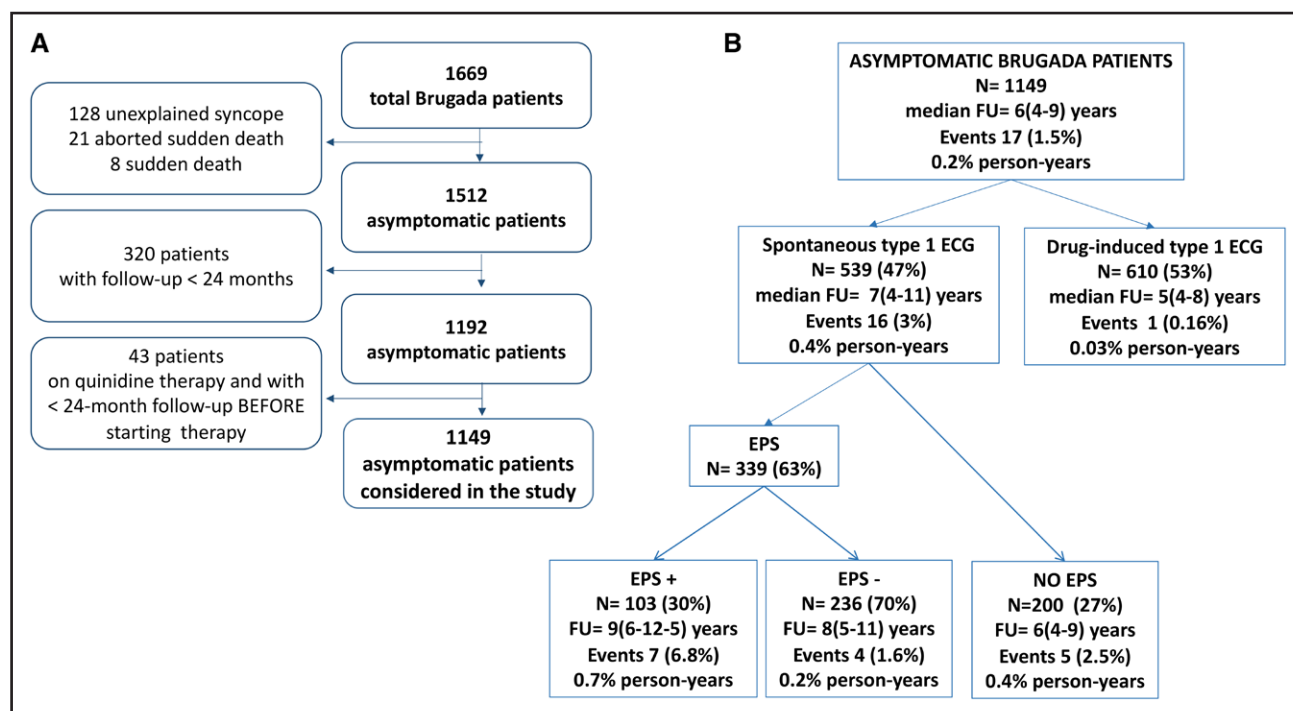 A
1669
total Brugada patients
128 unexplained syncope
21 aborted sudden death
8 sudden death
1512
asymptomatic patients
320 patients
with follow-up < 24 months
1192
asymptomatic patients
43 patients
on quinidine therapy and with
< 24-month follow-up BEFORE
starting therapy
1149
asymptomatic patients
considered in the study
B
ASYMPTOMATIC BRUGADA PATIENTS
N= 1149
median FU= 6(4-9) years
Events 17 (1.5%)
0.2% person-years
Spontaneous type 1 ECG
N= 539 (47%)
median FU= 7(4-11) years
Events 16 (3%)
0.4% person-years
Drug-induced type 1 ECG
N= 610 (53%)
median FU= 5(4-8) years
Events 1 (0.16%)
0.03% person-years
EPS
N= 339 (63%)
EPS +
N= 103 (30%)
FU= 9(6-12-5) years
Events 7 (6.8%)
0.7% person-years
EPS -
N= 236 (70%)
FU= 8(5-11) years
Events 4 (1.6%)
0.2% person-years
NO EPS
N=200 (27%)
FU= 6(4-9) years
Events 5 (2.5%)
0.4% person-years